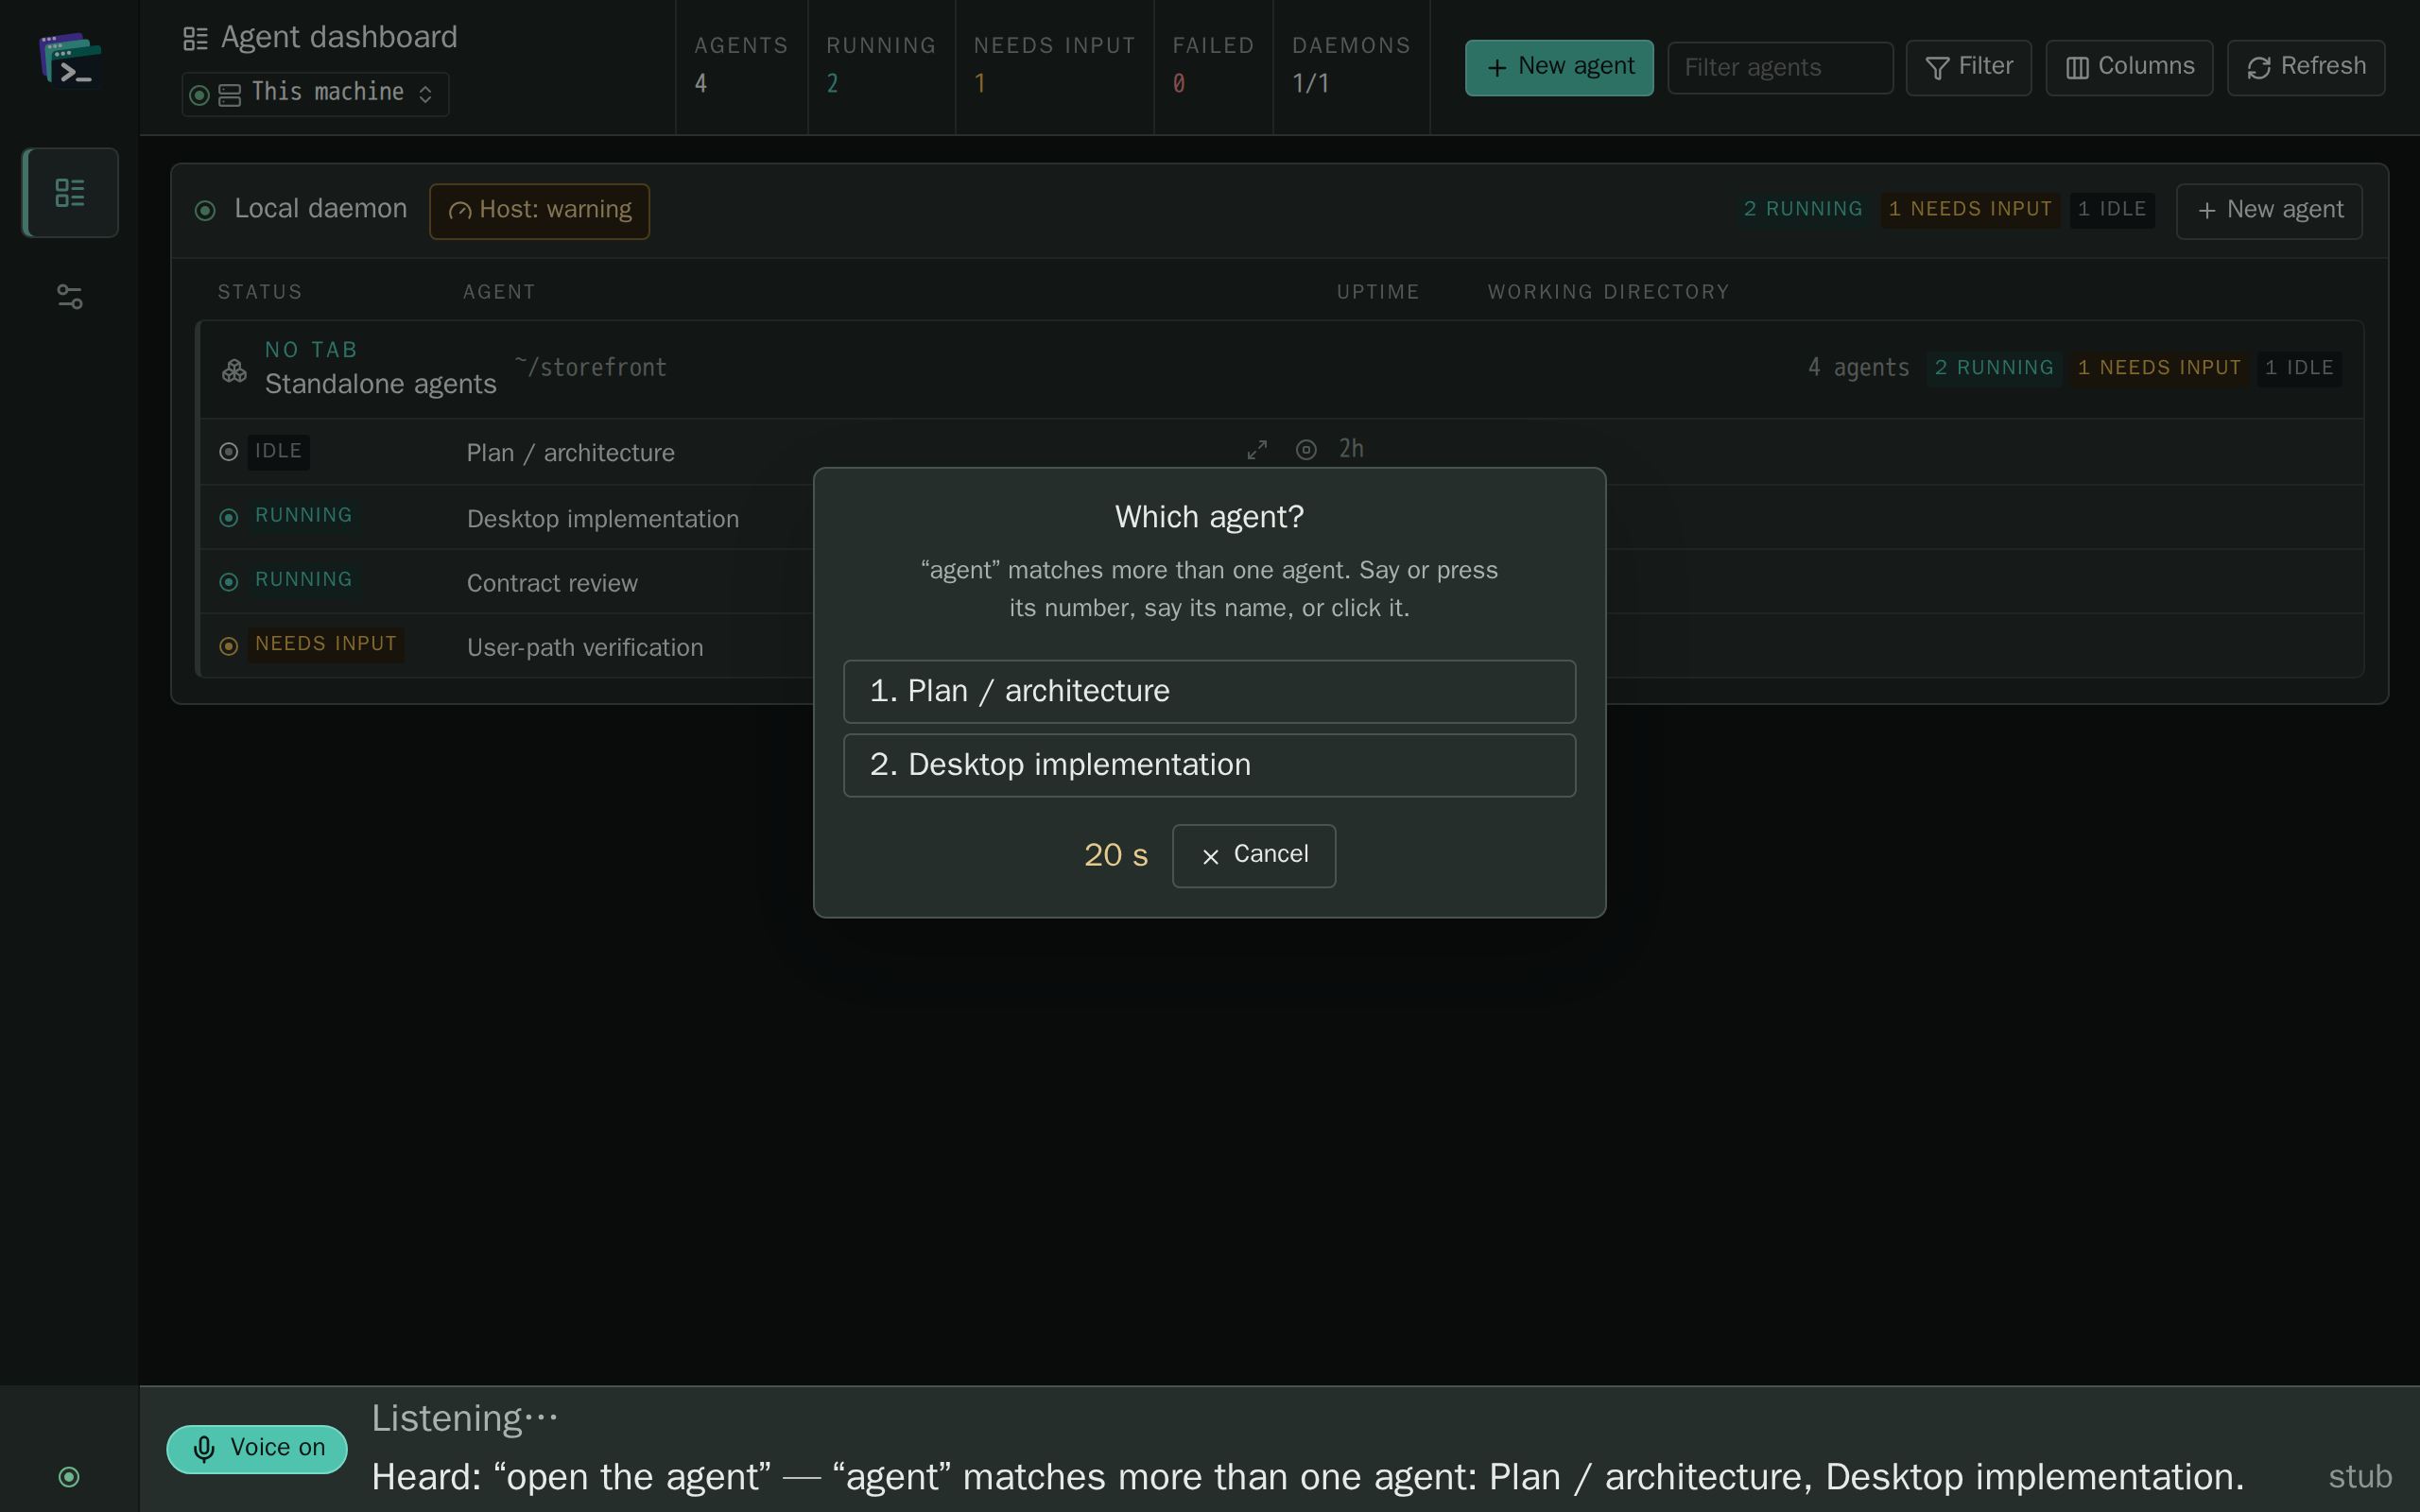 Agent dashboard
This machine
AGENTS
4
RUNNING
2
NEEDS INPUT
1
FAILED
0
DAEMONS
1/1
New agent
Filter agents
Filter
Columns
Refresh
Local daemon
Host: warning
2 RUNNING
1 NEEDS INPUT
1 IDLE
New agent
STATUS
AGENT
UPTIME
WORKING DIRECTORY
NO TAB
Standalone agents
~/storefront
4 agents
2 RUNNING
1 NEEDS INPUT
1 IDLE
IDLE
Plan / architecture
2h
RUNNING
Desktop implementation
RUNNING
Contract review
NEEDS INPUT
User-path verification
Which agent?
“agent” matches more than one agent. Say or press
its number, say its name, or click it.
1. Plan / architecture
2. Desktop implementation
20 s
Cancel
Voice on
Listening···
Heard: “open the agent” — “agent” matches more than one agent: Plan / architecture, Desktop implementation.
stub